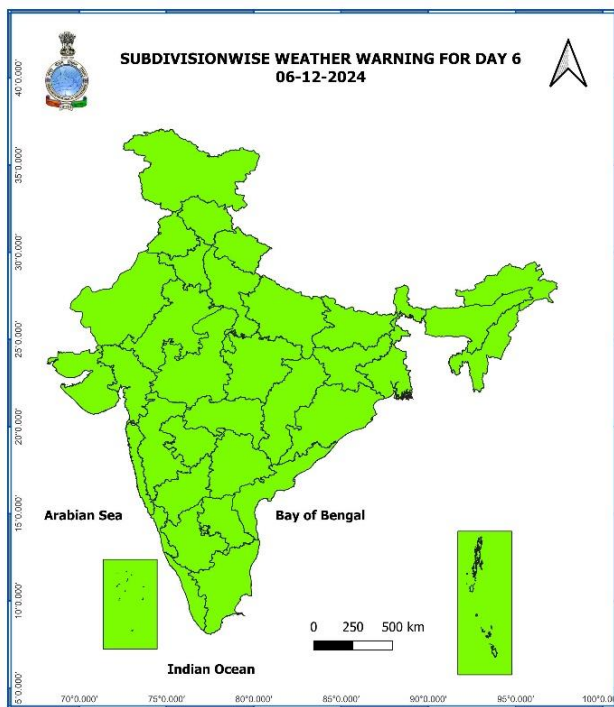 SUBDIVISIONWISE WEATHER WARNING FOR DAY 6
06-12-2024
40°0.000'
35°0.000'
30°0.000'
25°0.000'
20°0.000'
15°0.000'
10°0.000'
5°0.000'
Arabian Sea
Bay of Bengal
0 250 500 km
Indian Ocean
70°0.000' 75°0.000' 80°0.000' 85°0.000' 90°0.000' 95°0.000' 100°0.0